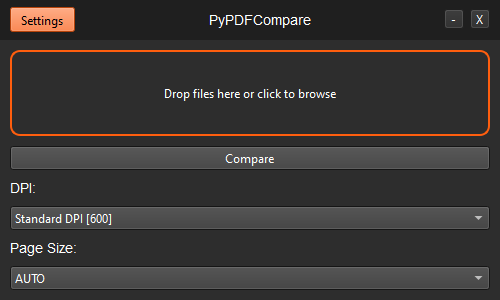 Settings
PyPDFCompare
- X
Drop files here or click to browse
Compare
DPI:
Standard DPI [600]
Page Size:
AUTO